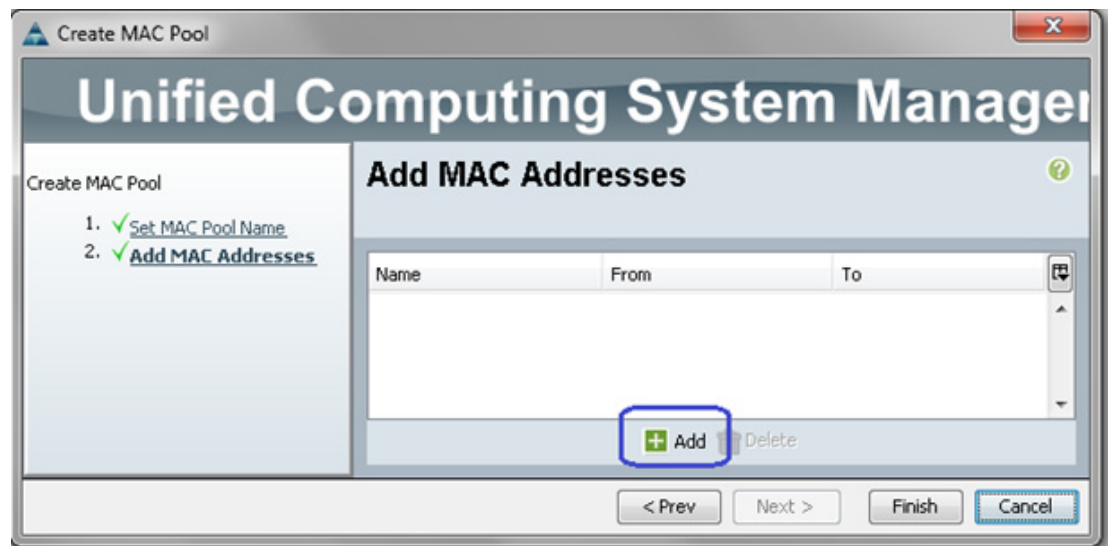 Create MAC Pool
Unified Computing System Manager
Create MAC Pool
1. Set MAC Pool Name
2. Add MAC Addresses
Add MAC Addresses
Name From To
Add Delete
< Prev Next > Finish Cancel